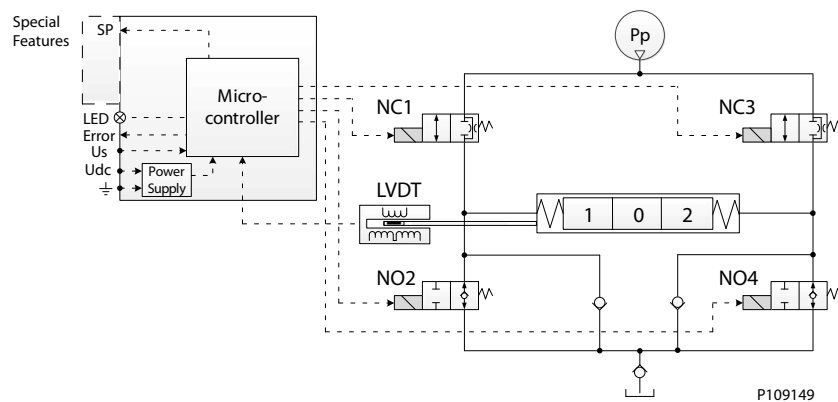 Special
Features
SP
Pp
Micro-
controller
NC1
NC3
LED
Error
Us
Udc
Power
Supply
LVDT
1 0 2
NO2
NO4
P109149